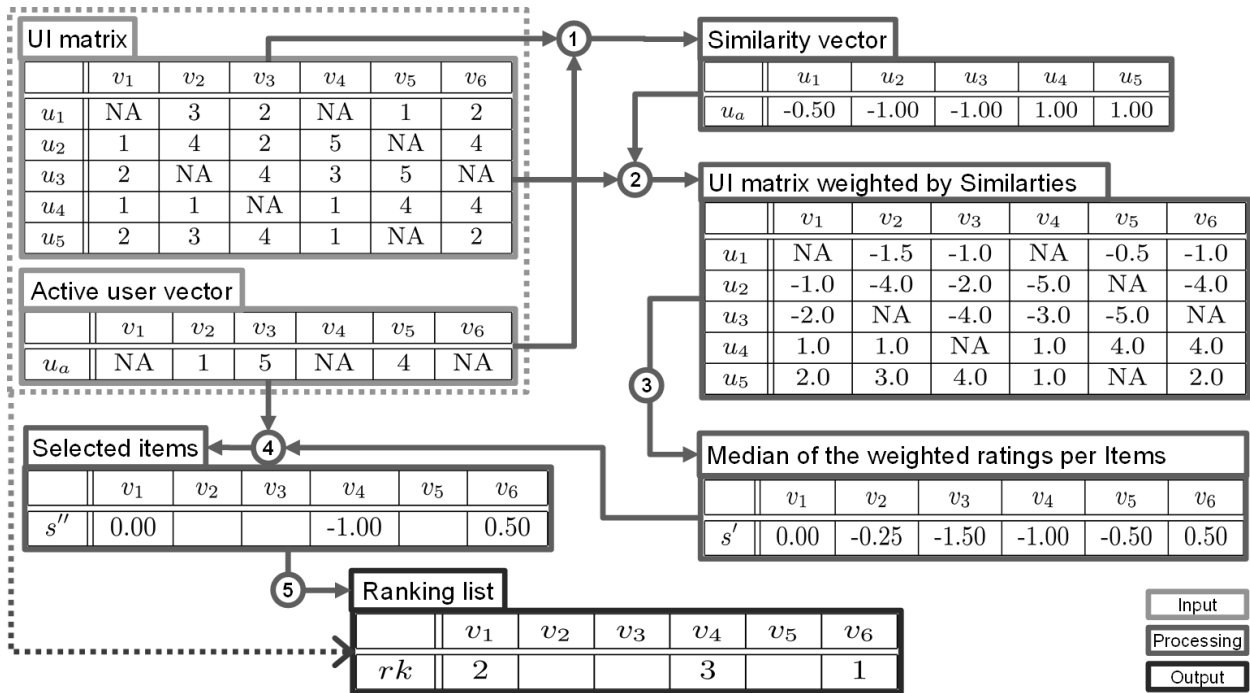 UI matrix
v1 v2 v3 v4 v5 v6
u1 NA 3 2 NA 1 2
u2 1 4 2 5 NA 4
u3 2 NA 4 3 5 NA
u4 1 1 NA 1 4 4
u5 2 3 4 1 NA 2
Active user vector
v1 v2 v3 v4 v5 v6
ua NA 1 5 NA 4 NA
1
Similarity vector
u1 u2 u3 u4 u5
ua -0.50 -1.00 -1.00 1.00 1.00
2
UI matrix weighted by Similarties
v1 v2 v3 v4 v5 v6
u1 NA -1.5 -1.0 NA -0.5 -1.0
u2 -1.0 -4.0 -2.0 -5.0 NA -4.0
u3 -2.0 NA -4.0 -3.0 -5.0 NA
u4 1.0 1.0 NA 1.0 4.0 4.0
u5 2.0 3.0 4.0 1.0 NA 2.0
3
Median of the weighted ratings per Items
v1 v2 v3 v4 v5 v6
s' 0.00 -0.25 -1.50 -1.00 -0.50 0.50
4
Selected items
v1 v2 v3 v4 v5 v6
s'' 0.00 -1.00 0.50
5
Ranking list
v1 v2 v3 v4 v5 v6
rk 2 3 1
Input
Processing
Output